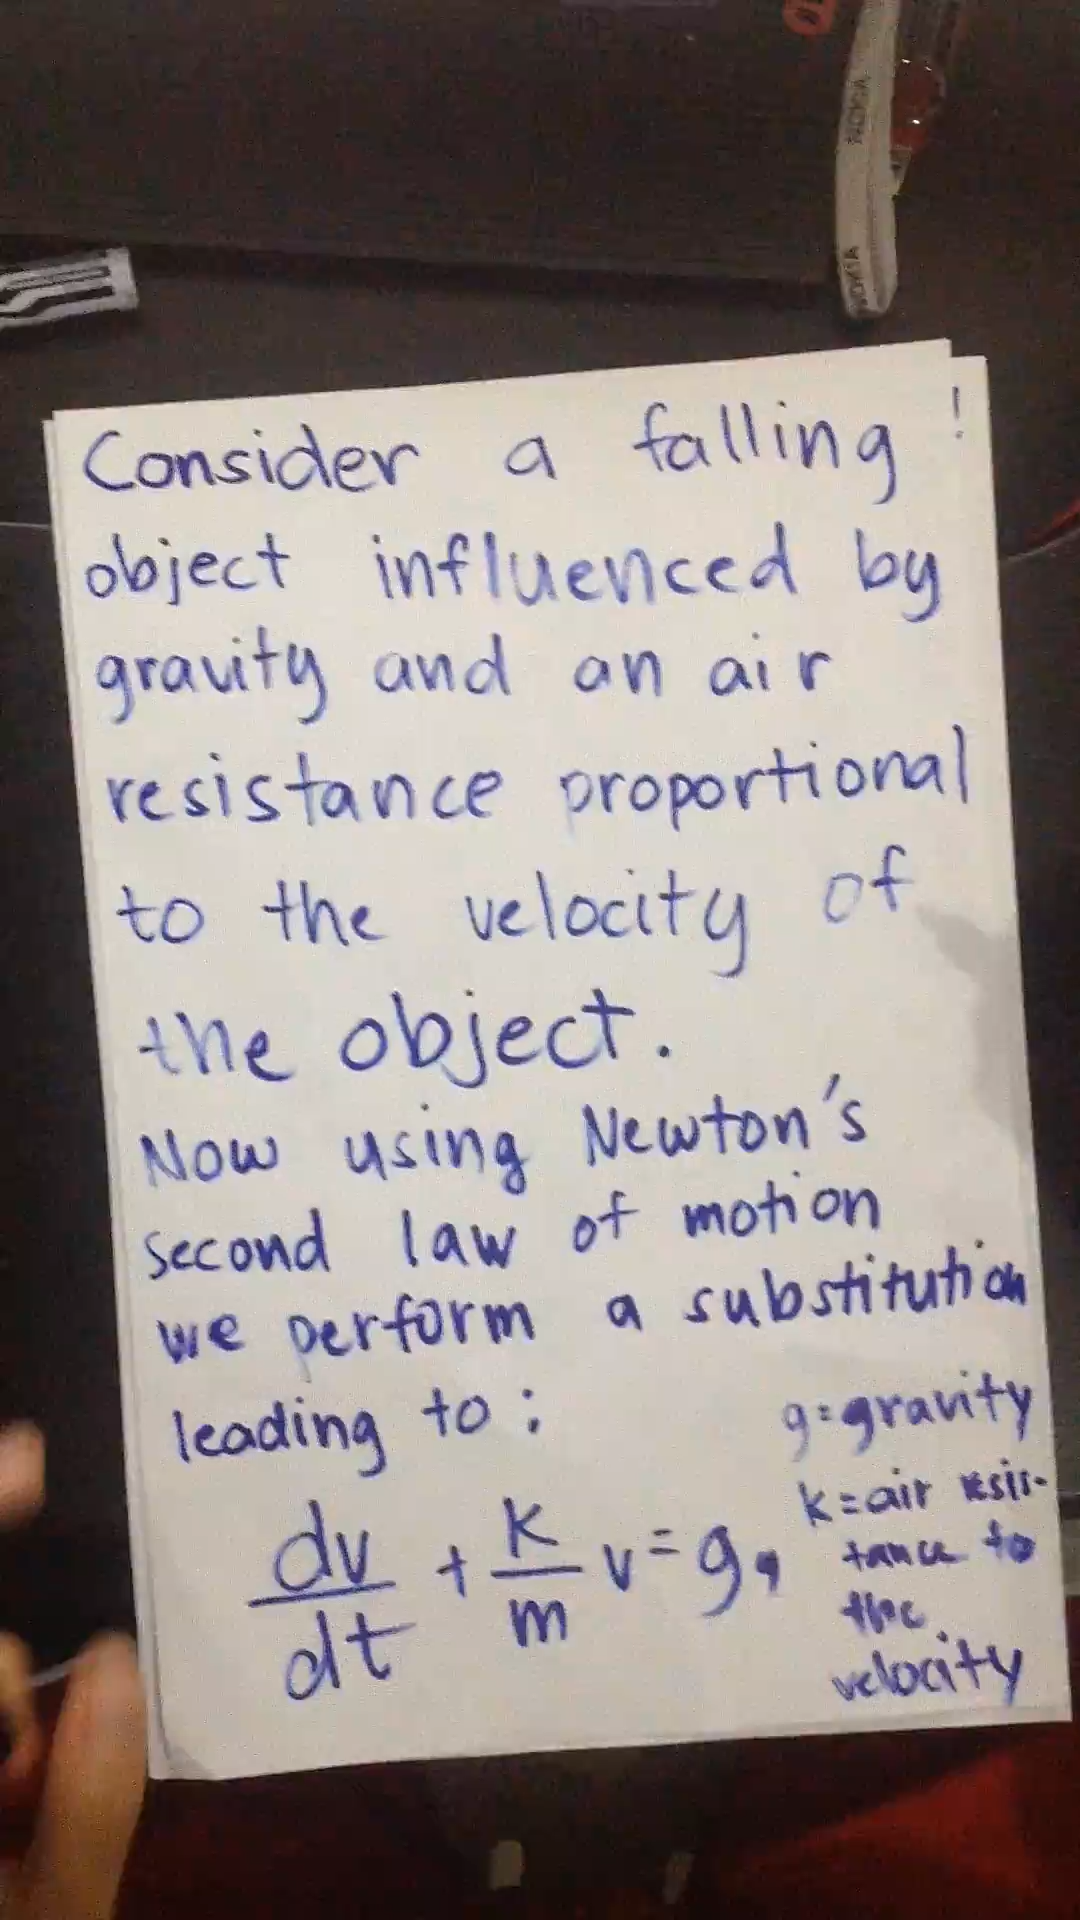 NOKIA
NOKIA
Consider a falling
object influenced by
gravity and an air
resistance proportional
to the velocity of
the object.
Now using Newton's
second law of motion
we perform a substitution
leading to:
g=gravity
k=air resis-
tance to
the
velocity
dv/dt + k/m v = g,